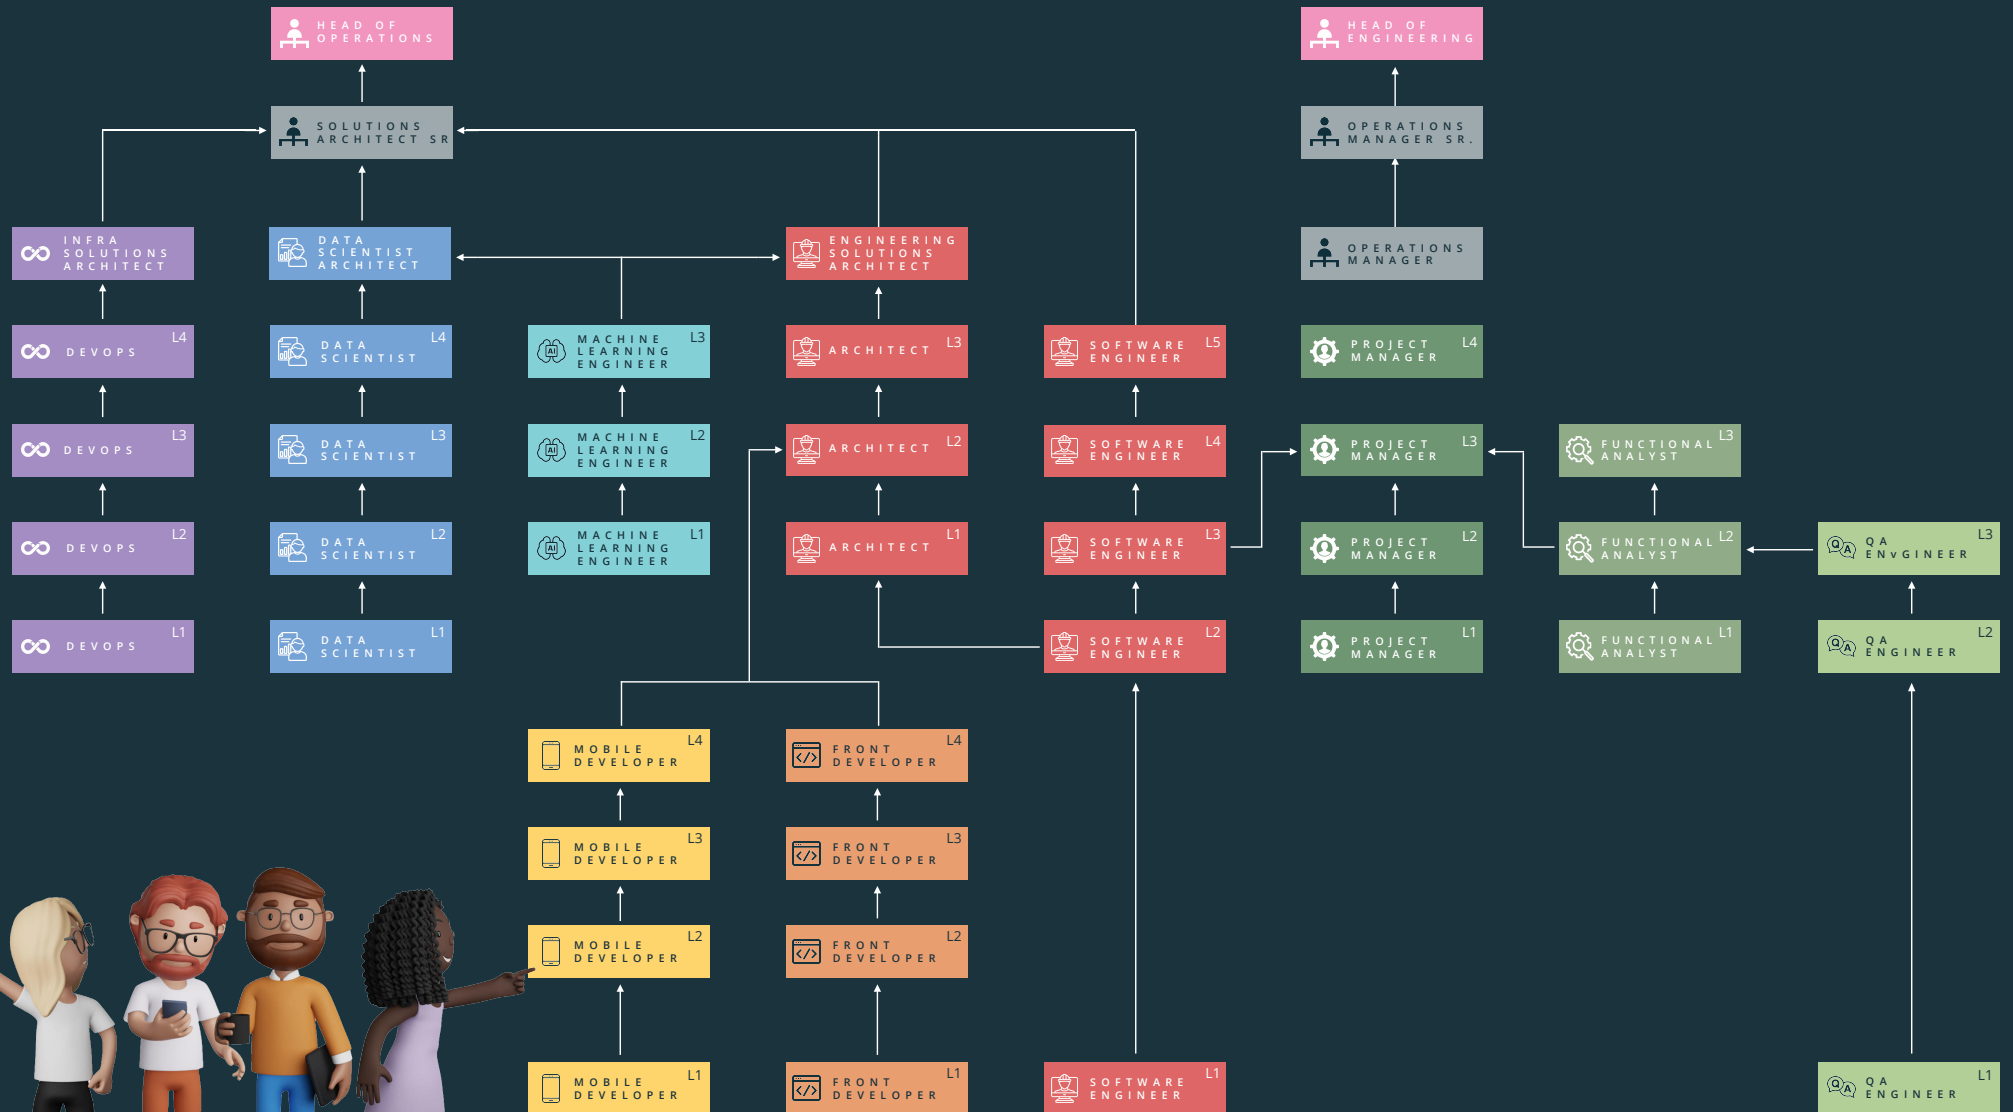 HEAD OF
OPERATIONS
HEAD OF
ENGINEERING
SOLUTIONS
ARCHITECT SR
OPERATIONS
MANAGER SR.
INFRA
SOLUTIONS
ARCHITECT
DATA
SCIENTIST
ARCHITECT
ENGINEERING
SOLUTIONS
ARCHITECT
OPERATIONS
MANAGER
DEVOPS
L4
DATA
SCIENTIST
L4
MACHINE
LEARNING
ENGINEER
L3
ARCHITECT
L3
SOFTWARE
ENGINEER
L5
PROJECT
MANAGER
L4
DEVOPS
L3
DATA
SCIENTIST
L3
MACHINE
LEARNING
ENGINEER
L2
ARCHITECT
L2
SOFTWARE
ENGINEER
L4
PROJECT
MANAGER
L3
FUNCTIONAL
ANALYST
L3
DEVOPS
L2
DATA
SCIENTIST
L2
MACHINE
LEARNING
ENGINEER
L1
ARCHITECT
L1
SOFTWARE
ENGINEER
L3
PROJECT
MANAGER
L2
FUNCTIONAL
ANALYST
L2
QA
ENvGINEER
L3
DEVOPS
L1
DATA
SCIENTIST
L1
SOFTWARE
ENGINEER
L2
PROJECT
MANAGER
L1
FUNCTIONAL
ANALYST
L1
QA
ENGINEER
L2
MOBILE
DEVELOPER
L4
FRONT
DEVELOPER
L4
MOBILE
DEVELOPER
L3
FRONT
DEVELOPER
L3
MOBILE
DEVELOPER
L2
FRONT
DEVELOPER
L2
MOBILE
DEVELOPER
L1
FRONT
DEVELOPER
L1
SOFTWARE
ENGINEER
L1
QA
ENGINEER
L1